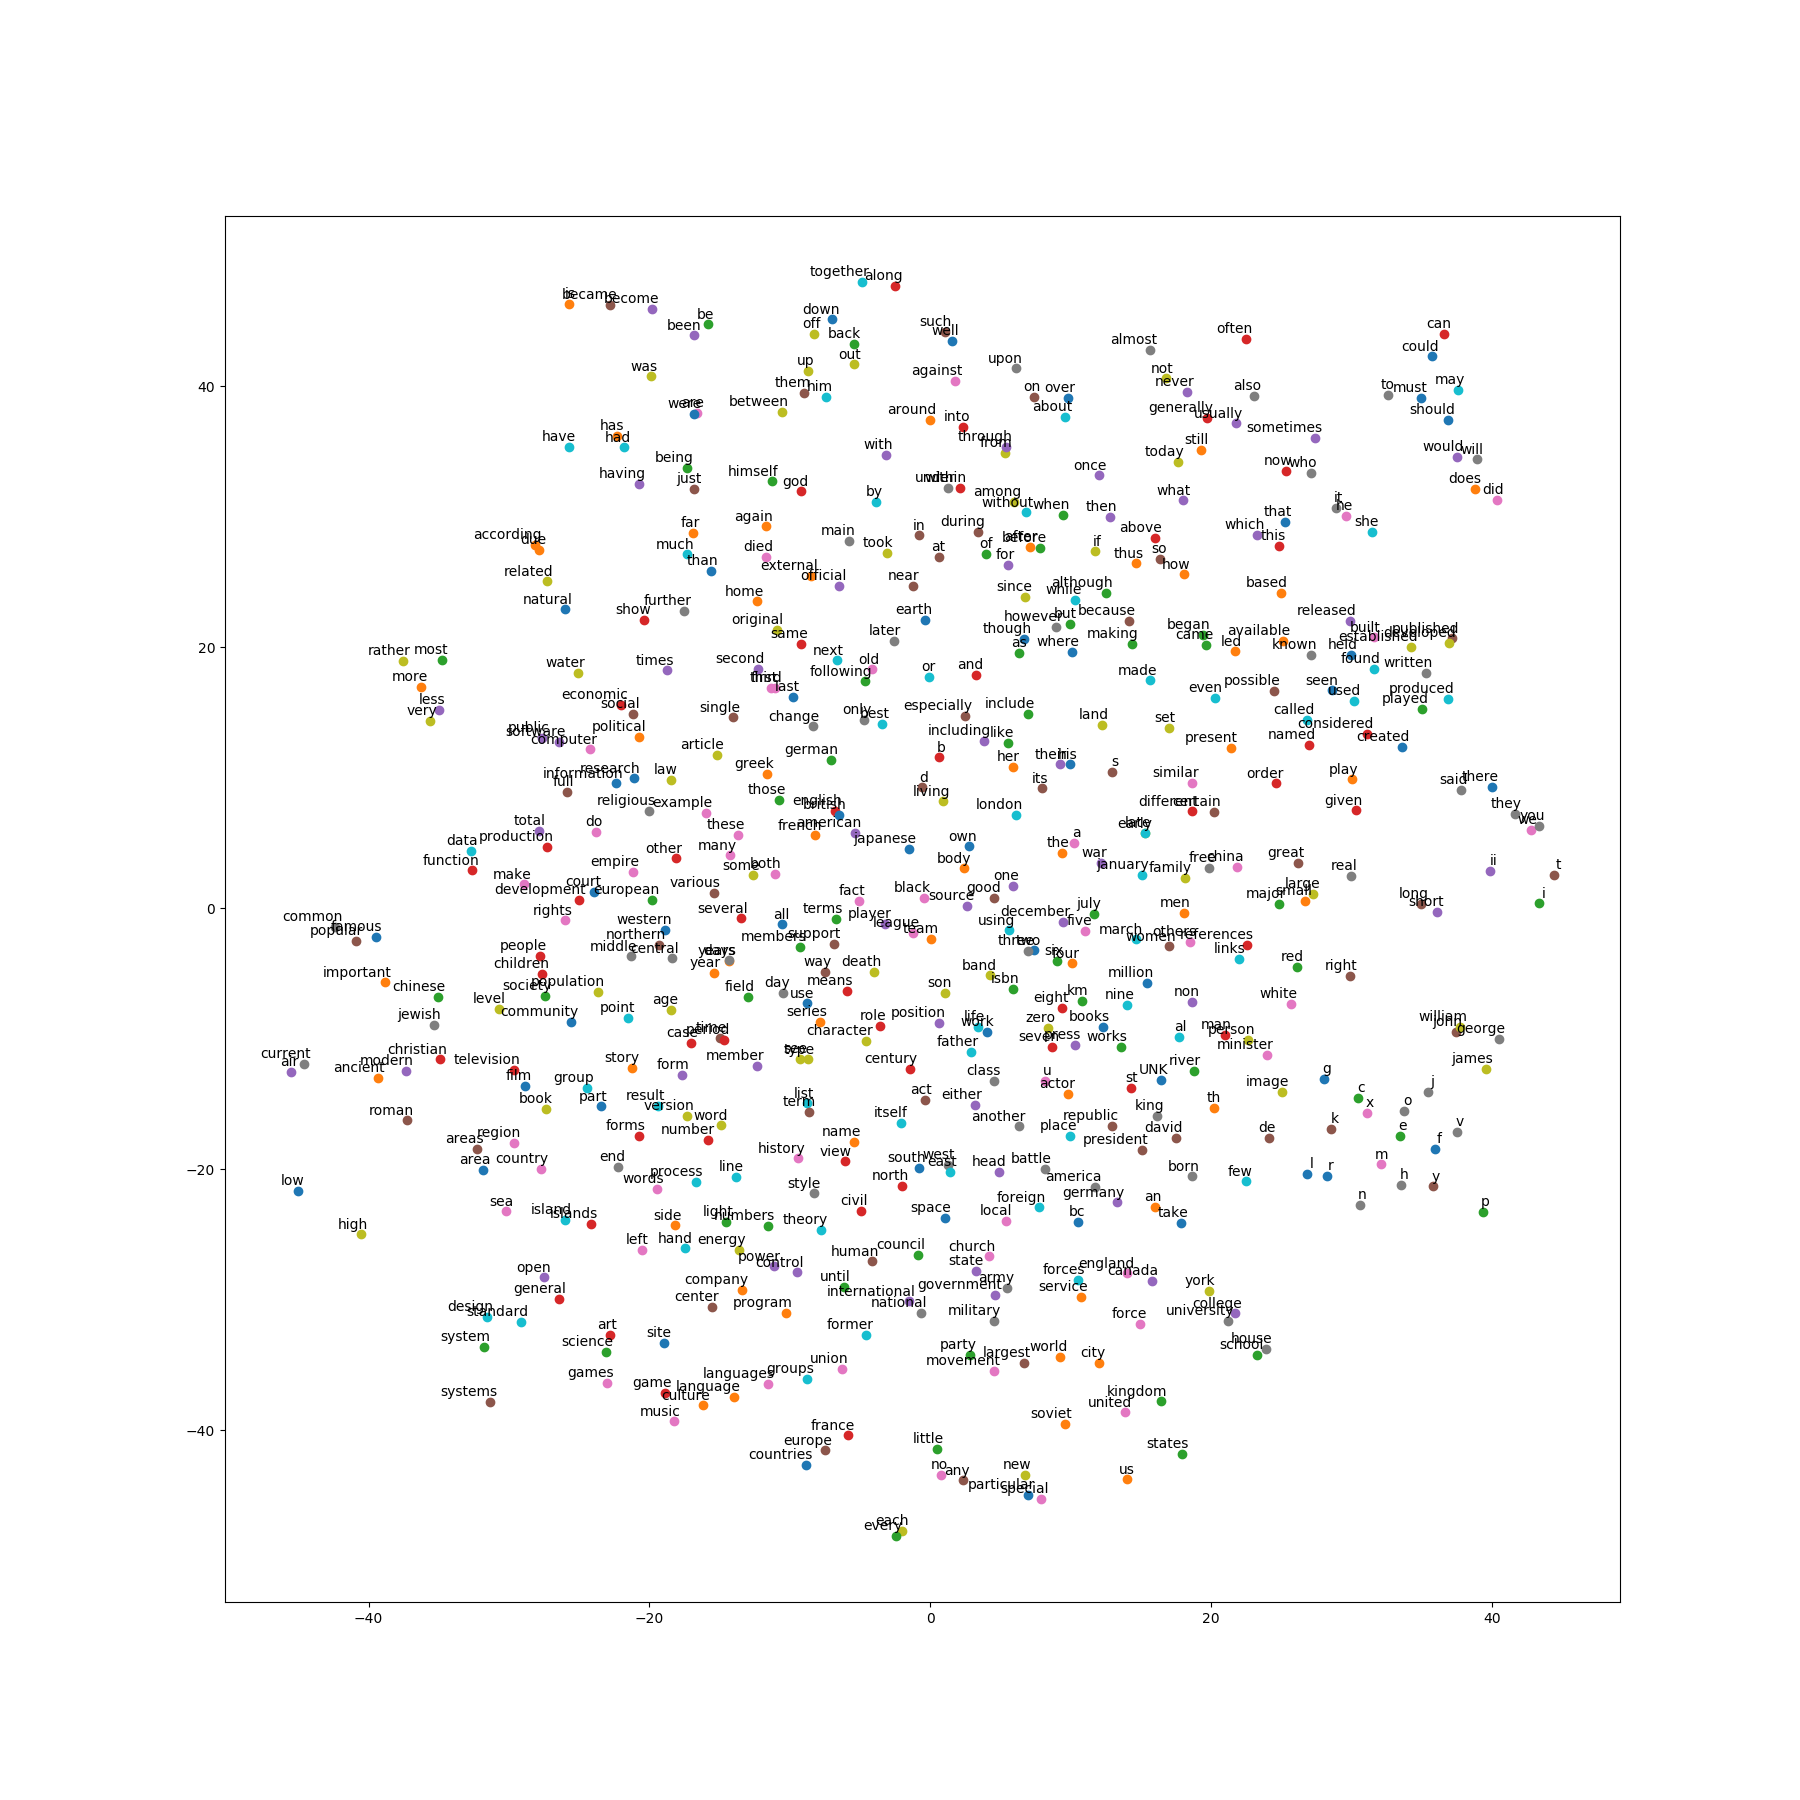 together along
is became become
be
been
down
off
back
such
well
out
up
was
them him
between
were are
has
had
have
against
upon
on over
about
around
into
through
from
with
almost
often
not
never
also
generally
usually
sometimes
still
today
now who
can
could
to must may
should
would will
does
did
being
having
just
himself god
by
under within
among
without when
once
then
what
it
he
she
that
which this
according
due
related
natural
far
much
than
again
died
main
took
in during
at
of
before
after
for
if
above
thus so
how
external
official
near
since
while
although
further
show
home
original
same
later
earth
however but
though
as
where
because
making
began
came
led
based
available
known
released
held
built
published
developed
established
found
written
rather most
more
less
very
water
times
second
first
third
last
next
old
following
or and
made
even
possible
seen
used
played
produced
economic
social
political
single
change
only best
especially
include
including like
land
set
called
considered
named
created
present
public
software
computer
article
german
b
her
their his
s
research
information
full
law
greek
d
living
its
similar
order
play
there
said
religious
example
those
english
british
american
french
london
different certain
given
they
you
we
total
production
data
function
do
these
many
other
japanese
own
body
the a
late
early
war
january
family
free china
great
real
ii
t
make
development
court
empire
european
various
some
both
fact
black
source
good
one
large
small
major
long
short
i
rights
western
northern
middle central
several
all
terms
player
league
team
members
support
using
december
july
five
three two
six
four
men
march
women
others
references
links
common
popular
famous
important
chinese
people
children
society
population
year
years
days
field
day
way
use
means
death
band
son
isbn
million
red
right
jewish
level
community
point
age
series
role
position
character
life
work
eight
km
nine
zero
books
non
white
current
air
modern
ancient
christian
television
film
case
time
period
member
see
type
father
seven
press
works
al
man
person
minister
william
john
george
james
story
form
century
class
u
actor
st
UNK
river
image
g
roman
book
group
part
result
version
word
list
term
act
either
another
itself
republic
king
th
c
x
o
j
areas
region
area
country
forms
number
name
view
history
place
president
david
de
k
e
f
v
low
end
process
words
line
south
west
east
north
head
battle
america
born
few
l r
m
h
y
n
p
high
sea
island
islands
side
light
numbers
style
theory
civil
space
local
foreign
germany
bc
an
take
left
hand
energy
power
control
human
council
church
state
army
government
forces
england
canada
service
york
open
general
company
center
program
until
international
national
military
force
university
college
design
standard
system
art
science
site
former
party
movement
largest
world
city
house
school
games
game
language
languages
groups
union
systems
culture
music
kingdom
united
soviet
states
us
france
europe
countries
little
no any
new
particular
special
each
every
40
20
0
−20
−40
−40 −20 0 20 40